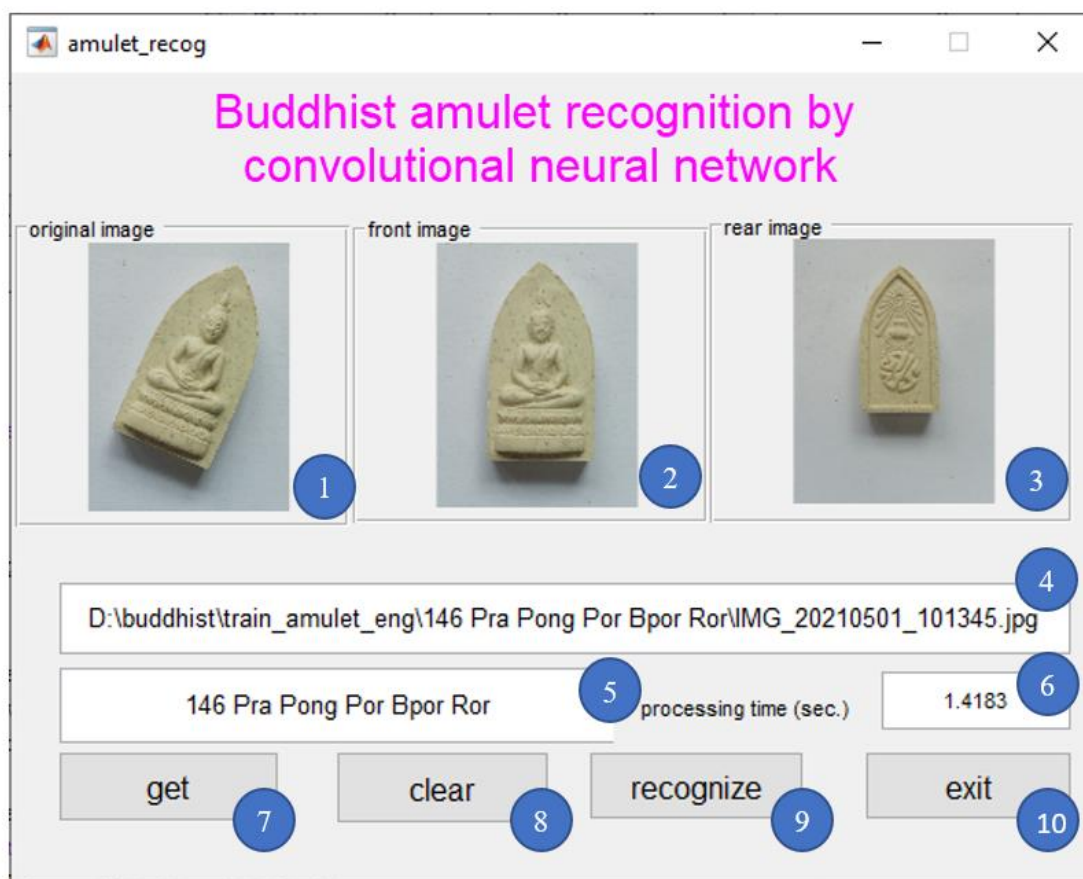 amulet_recog
Buddhist amulet recognition by
convolutional neural network
original image
front image
rear image
1
2
3
4
D:\buddhist\train_amulet_eng\146 Pra Pong Por Bpor Ror\IMG_20210501_101345.jpg
146 Pra Pong Por Bpor Ror
5
processing time (sec.)
1.4183
6
get
clear
recognize
exit
7
8
9
10